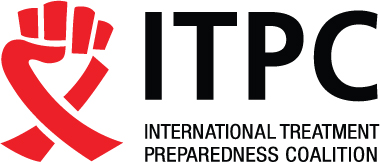 ITPC
INTERNATIONAL TREATMENT
PREPAREDNESS COALITION